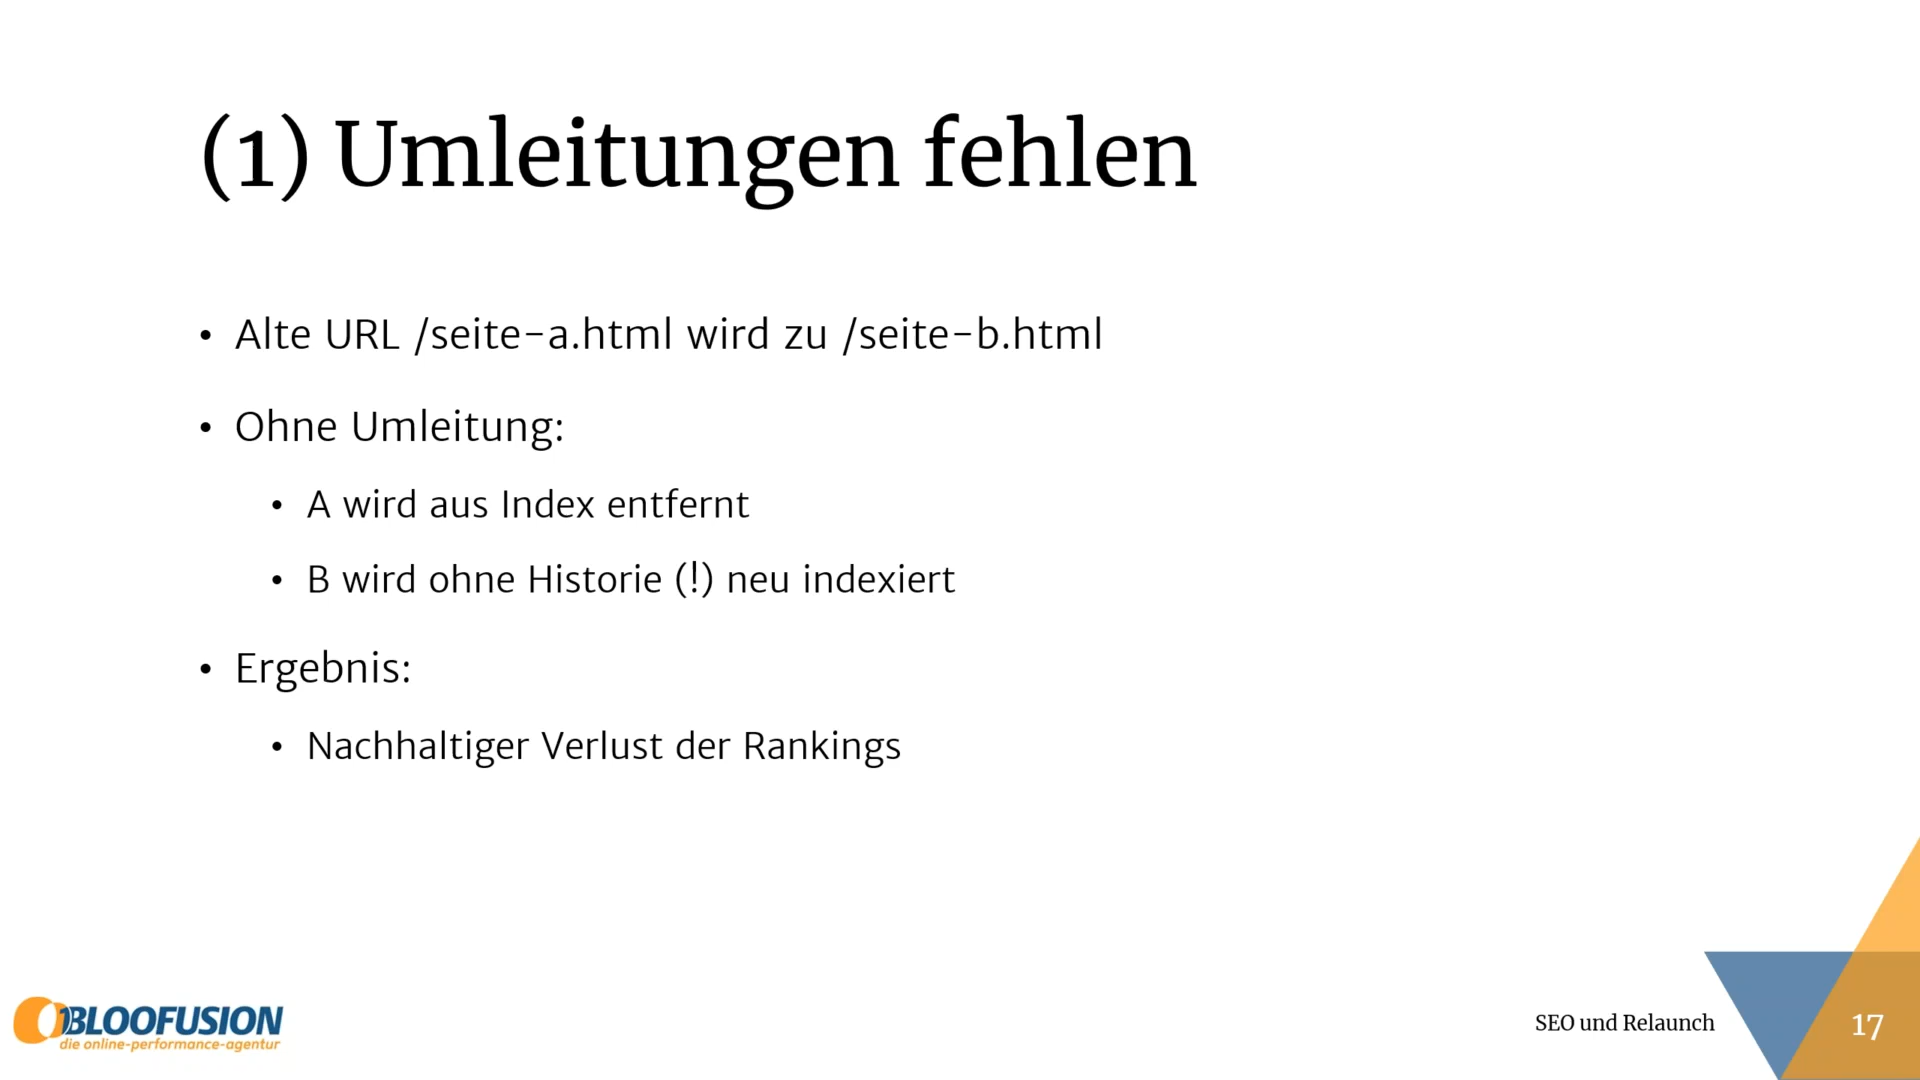 (1) Umleitungen fehlen
• Alte URL /seite-a.html wird zu /seite-b.html
• Ohne Umleitung:
• A wird aus Index entfernt
• B wird ohne Historie (!) neu indexiert
• Ergebnis:
• Nachhaltiger Verlust der Rankings
BLOOFUSION
die online-performance-agentur
SEO und Relaunch
17